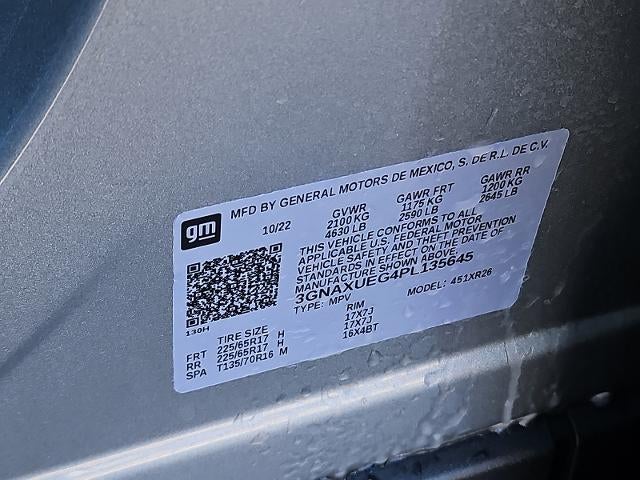 gm
MFD BY GENERAL MOTORS DE MEXICO, S. DE R.L. DE C.V.
10/22 GVWR GAWR FRT GAWR RR
2100 KG 1175 KG 1200 KG
4630 LB 2590 LB 2645 LB
THIS VEHICLE CONFORMS TO ALL
APPLICABLE U.S. FEDERAL MOTOR
VEHICLE SAFETY AND THEFT PREVENTION
STANDARDS IN EFFECT ON THE DATE OF
MANUFACTURE SHOWN ABOVE.
3GNAXUEG4PL135645
TYPE: MPV MODEL: 451XR26
130H
TIRE SIZE RIM
FRT 225/65R17 H 17X7J
RR 225/65R17 H 17X7J
SPA T135/70R16 M 16X4BT